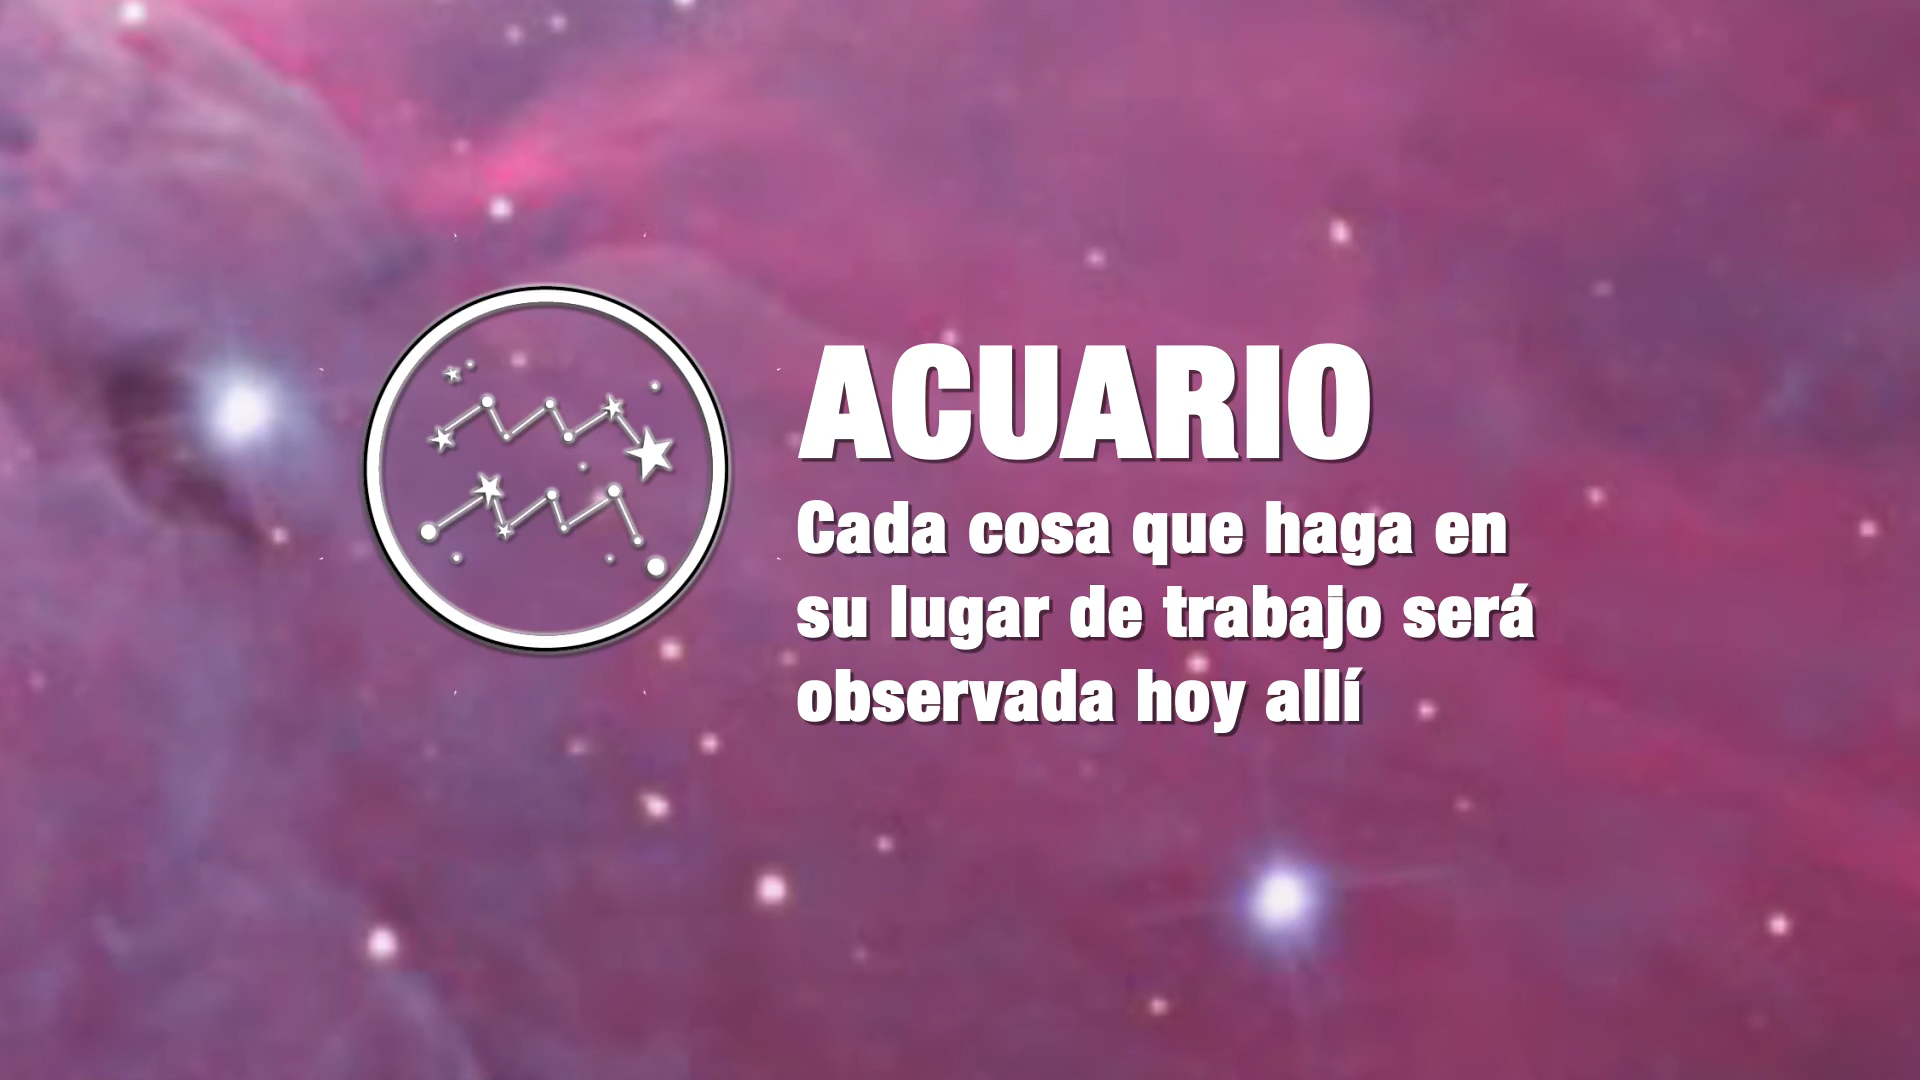 ACUARIO
Cada cosa que haga en
su lugar de trabajo será
observada hoy allí